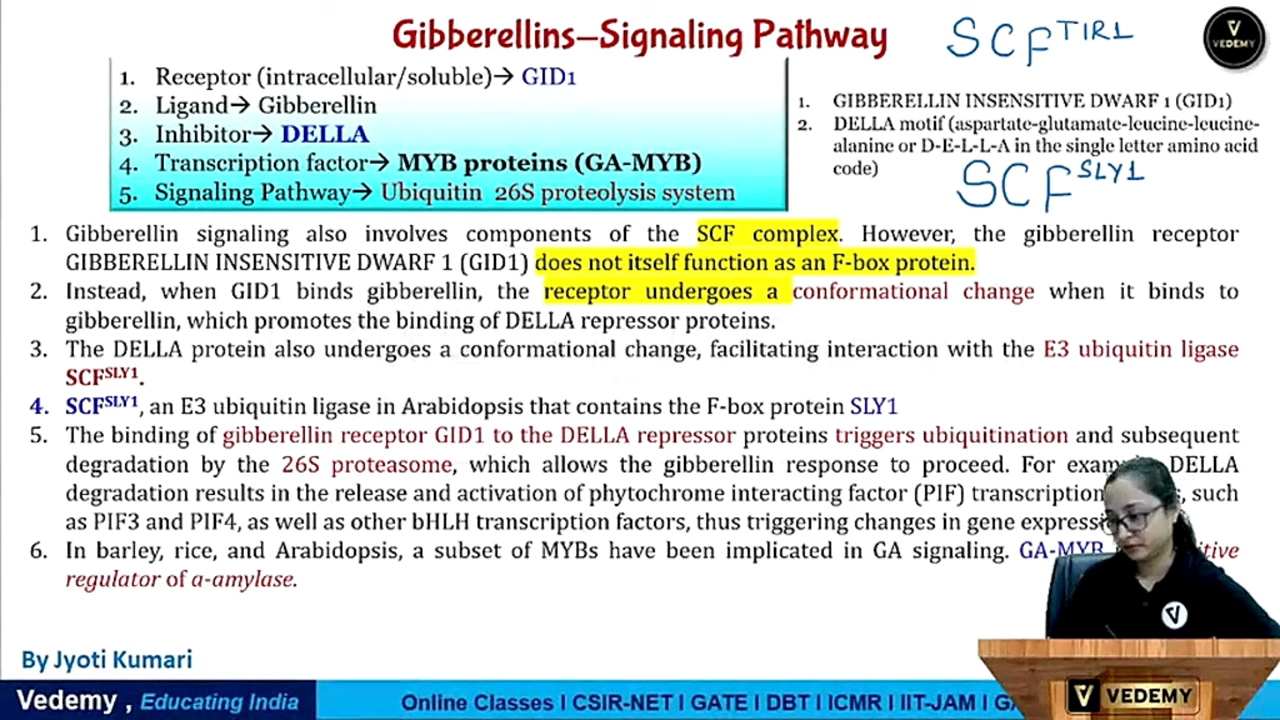 Gibberellins–Signaling Pathway
SCF^TIR1
VEDEMY
1. Receptor (intracellular/soluble)→ GID1
2. Ligand→ Gibberellin
3. Inhibitor→ DELLA
4. Transcription factor→ MYB proteins (GA-MYB)
5. Signaling Pathway→ Ubiquitin 26S proteolysis system
1. GIBBERELLIN INSENSITIVE DWARF 1 (GID1)
2. DELLA motif (aspartate-glutamate-leucine-leucine-
alanine or D-E-L-L-A in the single letter amino acid
code)
SCF^SLY1
1. Gibberellin signaling also involves components of the SCF complex. However, the gibberellin receptor
GIBBERELLIN INSENSITIVE DWARF 1 (GID1) does not itself function as an F-box protein.
2. Instead, when GID1 binds gibberellin, the receptor undergoes a conformational change when it binds to
gibberellin, which promotes the binding of DELLA repressor proteins.
3. The DELLA protein also undergoes a conformational change, facilitating interaction with the E3 ubiquitin ligase
SCF^SLY1.
4. SCF^SLY1, an E3 ubiquitin ligase in Arabidopsis that contains the F-box protein SLY1
5. The binding of gibberellin receptor GID1 to the DELLA repressor proteins triggers ubiquitination and subsequent
degradation by the 26S proteasome, which allows the gibberellin response to proceed. For DELLA
degradation results in the release and activation of phytochrome interacting factor (PIF) transcription such
as PIF3 and PIF4, as well as other bHLH transcription factors, thus triggering changes in gene
6. In barley, rice, and Arabidopsis, a subset of MYBs have been implicated in GA signaling. GA-MYB
regulator of α-amylase.
By Jyoti Kumari
Vedemy , Educating India
Online Classes I CSIR-NET I GATE I DBT I ICMR I IIT-JAM I
VEDEMY